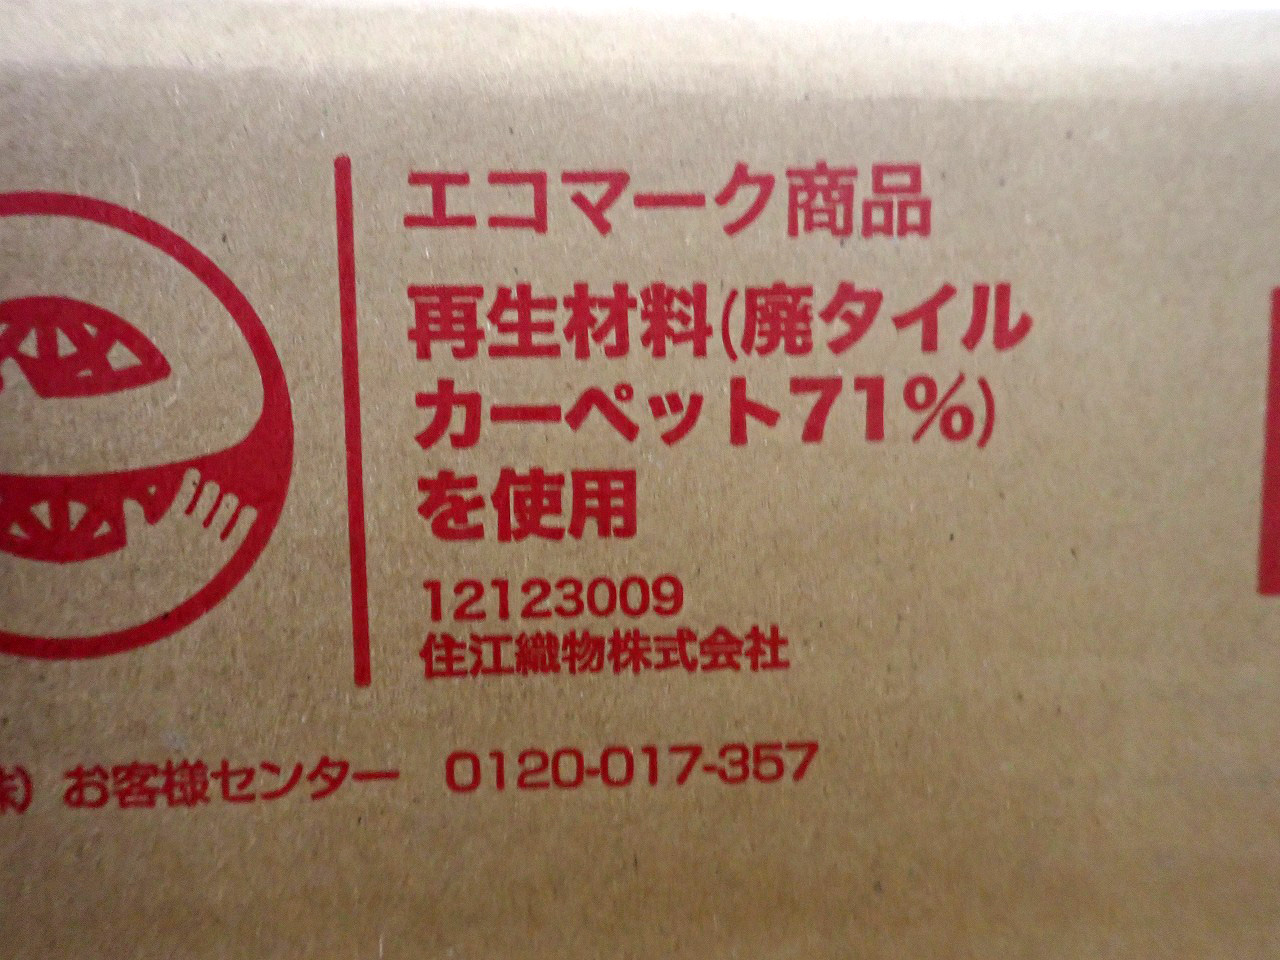 エコマーク商品
再生材料(廃タイル
カーペット71%)
を使用
12123009
住江織物株式会社
株) お客様センター 0120-017-357